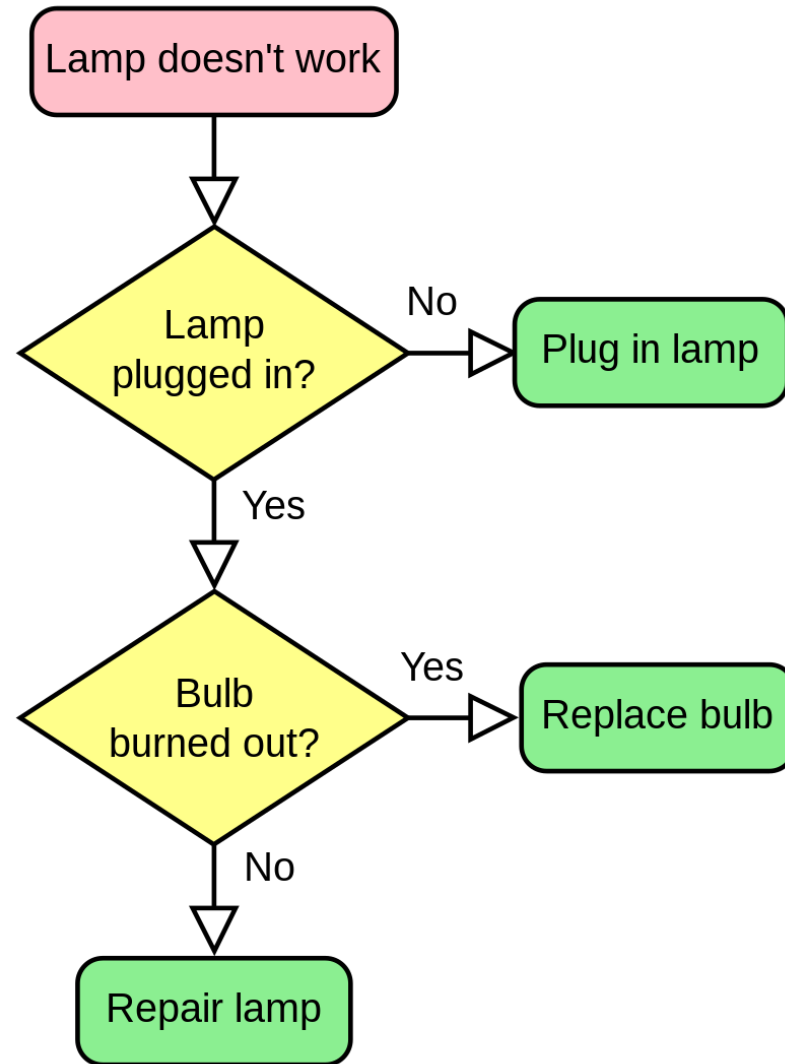 Lamp doesn't work
Lamp
plugged in?
No
Plug in lamp
Yes
Bulb
burned out?
Yes
Replace bulb
No
Repair lamp